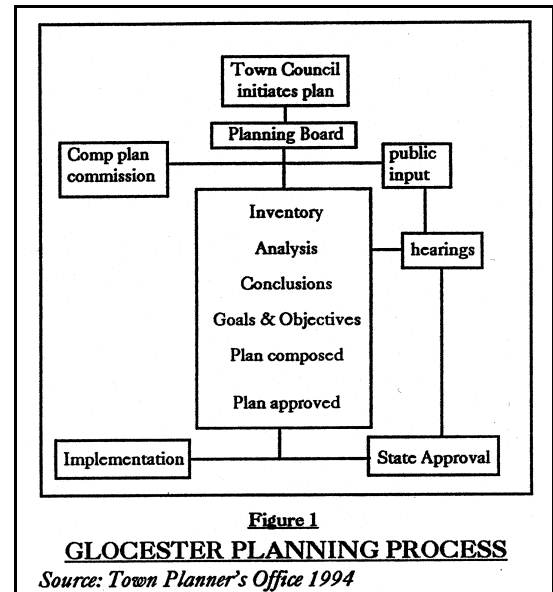 Town Council
initiates plan
Planning Board
Comp plan
commission
public
input
Inventory
Analysis
hearings
Conclusions
Goals & Objectives
Plan composed
Plan approved
Implementation
State Approval
Figure 1
GLOCESTER PLANNING PROCESS
Source: Town Planner's Office 1994